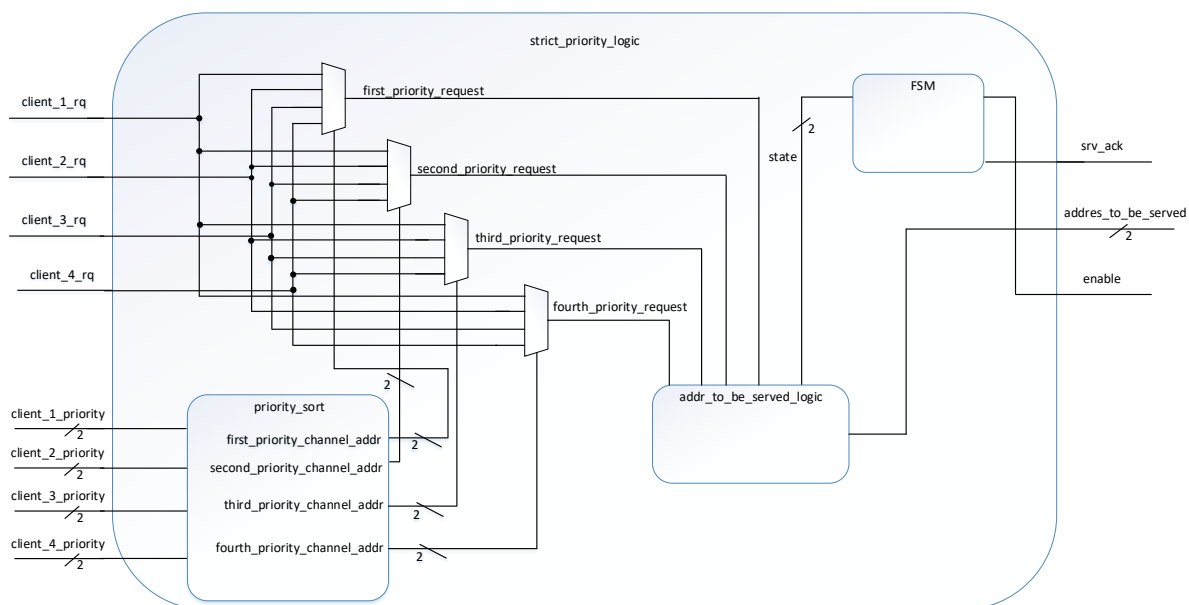 strict_priority_logic
client_1_rq
first_priority_request
FSM
2
state
client_2_rq
second_priority_request
srv_ack
client_3_rq
third_priority_request
addres_to_be_served
2
client_4_rq
enable
fourth_priority_request
2
addr_to_be_served_logic
priority_sort
client_1_priority
2
first_priority_channel_addr
2
client_2_priority
2
second_priority_channel_addr
client_3_priority
2
third_priority_channel_addr
2
client_4_priority
2
fourth_priority_channel_addr
2